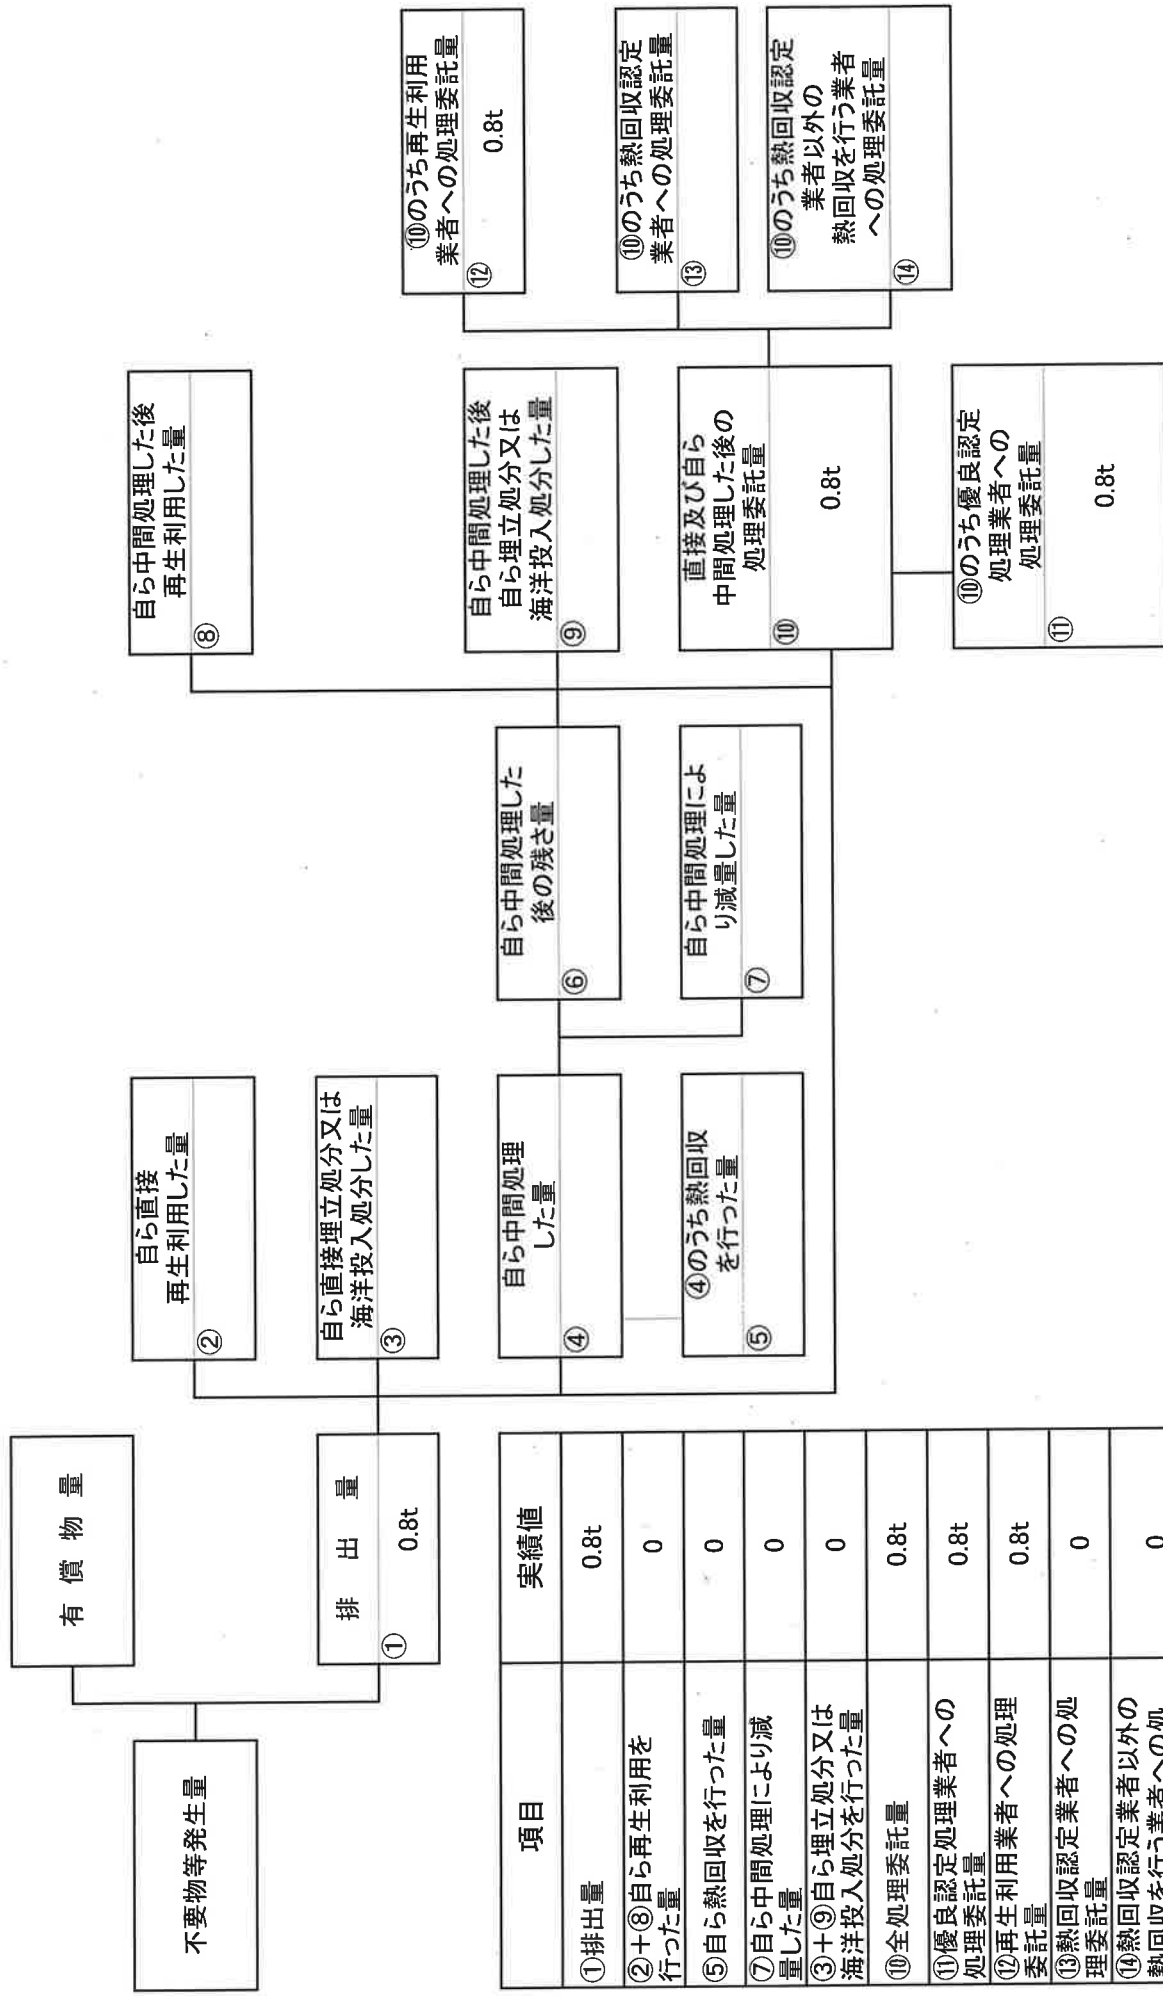 不要物等発生量
有償物量
排出量
①
0.8t
自ら直接
再生利用した量
②
自ら直接埋立処分又は
海洋投入処分した量
③
自ら中間処理
した量
④
④のうち熱回収
を行った量
⑤
自ら中間処理した
後の残さ量
⑥
自ら中間処理によ
り減量した量
⑦
自ら中間処理した後
再生利用した量
⑧
自ら中間処理した後
自ら埋立処分又は
海洋投入処分した量
⑨
直接及び自ら
中間処理した後の
処理委託量
⑩
0.8t
⑩のうち優良認定
処理業者への
処理委託量
⑪
0.8t
⑩のうち再生利用
業者への処理委託量
⑫
0.8t
⑩のうち熱回収認定
業者への処理委託量
⑬
⑩のうち熱回収認定
業者以外の
熱回収を行う業者
への処理委託量
⑭
項目 実績値
①排出量 0.8t
②+⑧自ら再生利用を
行った量 0
⑤自ら熱回収を行った量 0
⑦自ら中間処理により減
量した量 0
③+⑨自ら埋立処分又は
海洋投入処分を行った量 0
⑩全処理委託量 0.8t
⑪優良認定処理業者への
処理委託量 0.8t
⑫再生利用業者への処理
委託量 0.8t
⑬熱回収認定業者への処
理委託量 0
⑭熱回収認定業者以外の
熱回収を行う業者への処 0